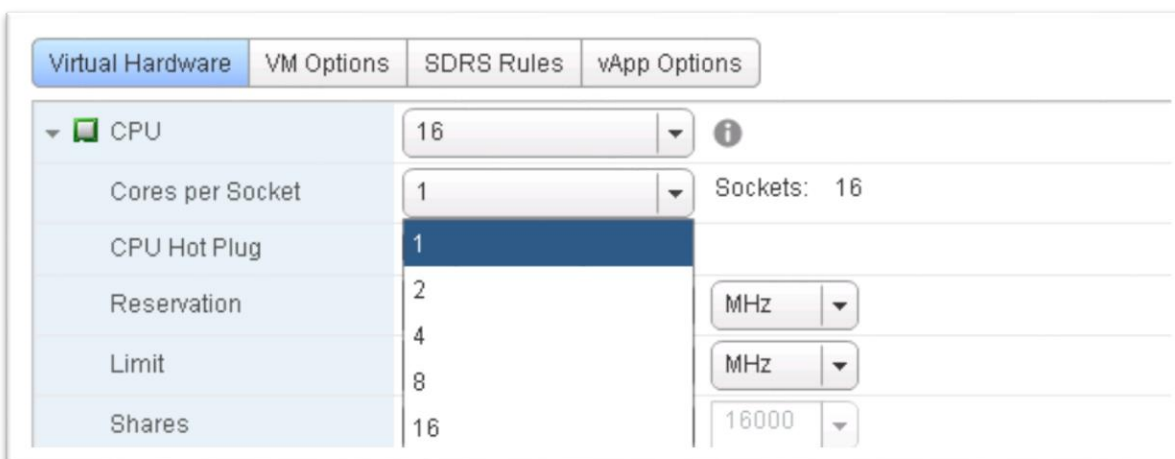 Virtual Hardware VM Options SDRS Rules vApp Options
CPU 16
Cores per Socket 1 Sockets: 16
CPU Hot Plug 1
Reservation 2 MHz
4
Limit MHz
8
Shares 16 16000